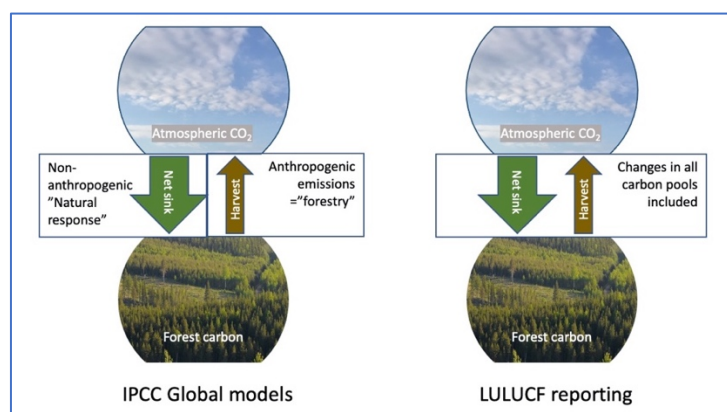 Atmospheric CO₂
Non-
anthropogenic
”Natural
response”
Net sink
Harvest
Anthropogenic
emissions
=”forestry”
Forest carbon
IPCC Global models
Atmospheric CO₂
Net
sink
Harvest
Changes in all
carbon pools
included
Forest carbon
LULUCF reporting